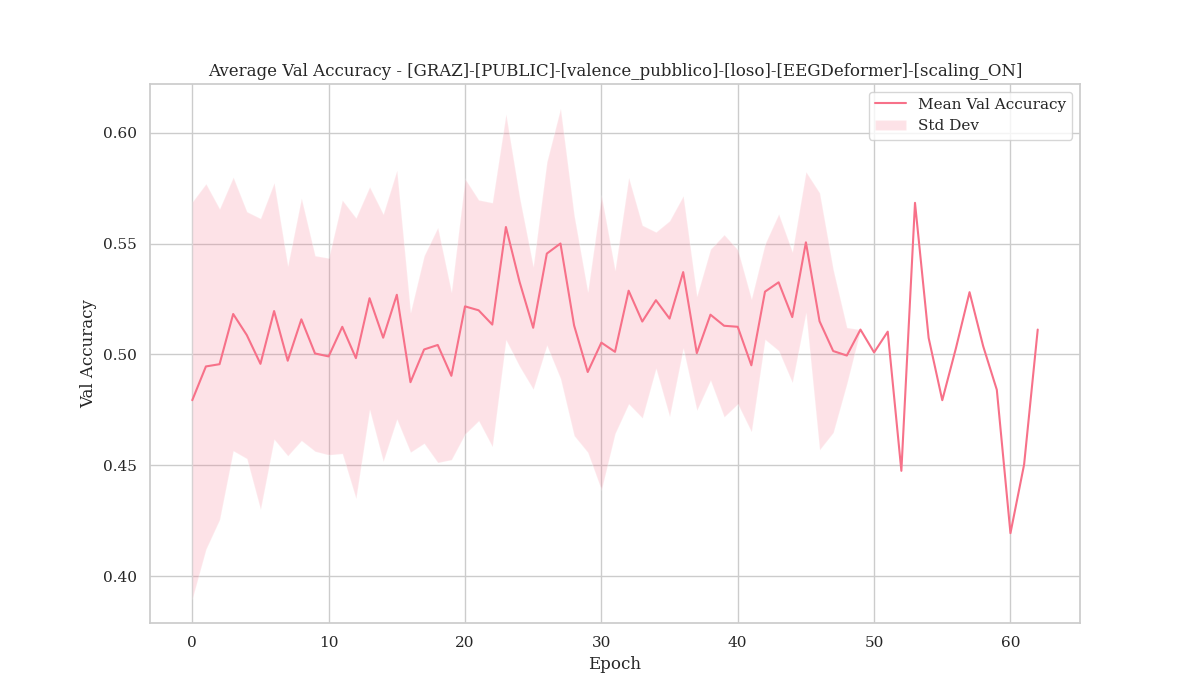 Average Val Accuracy - [GRAZ]-[PUBLIC]-[valence_pubblico]-[loso]-[EEGDeformer]-[scaling_ON]
Mean Val Accuracy
Std Dev
0.60
0.55
0.50
0.45
0.40
Val Accuracy
0 10 20 30 40 50 60
Epoch